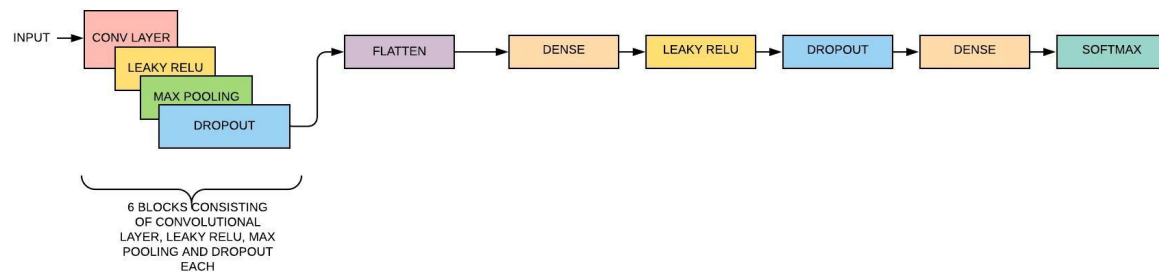 INPUT
CONV LAYER
LEAKY RELU
MAX POOLING
DROPOUT
FLATTEN
DENSE
LEAKY RELU
DROPOUT
DENSE
SOFTMAX
6 BLOCKS CONSISTING
OF CONVOLUTIONAL
LAYER, LEAKY RELU, MAX
POOLING AND DROPOUT
EACH